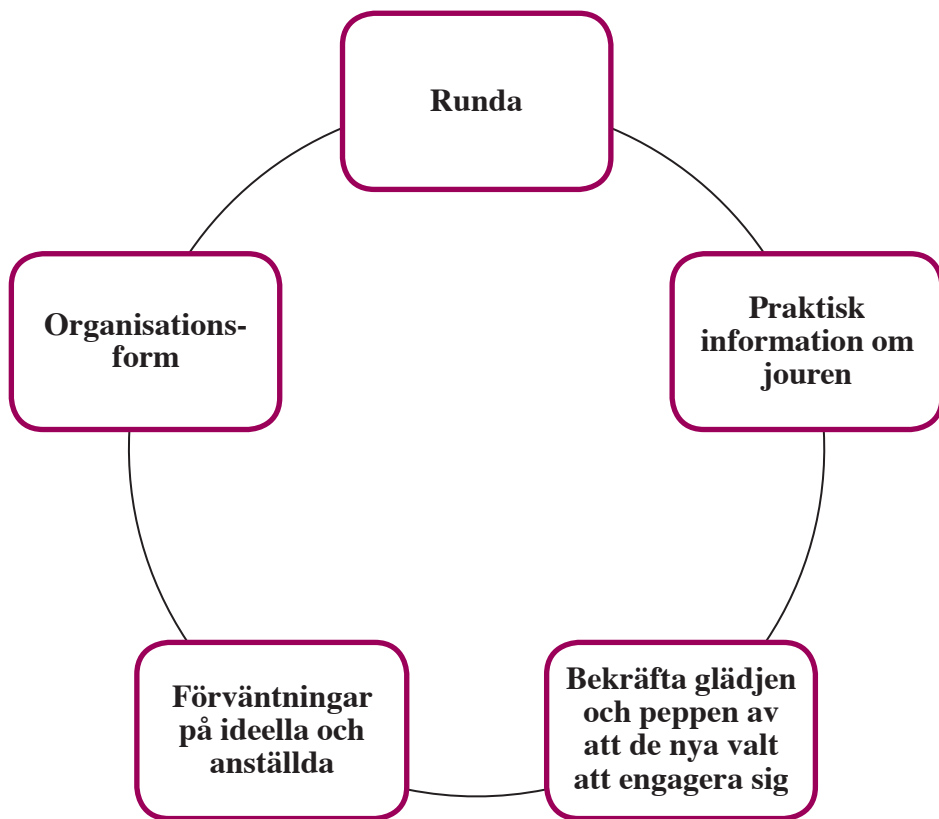 Runda
Praktisk
information om
jouren
Bekräfta glädjen
och peppen av
att de nya valt
att engagera sig
Förväntningar
på ideella och
anställda
Organisations-
form